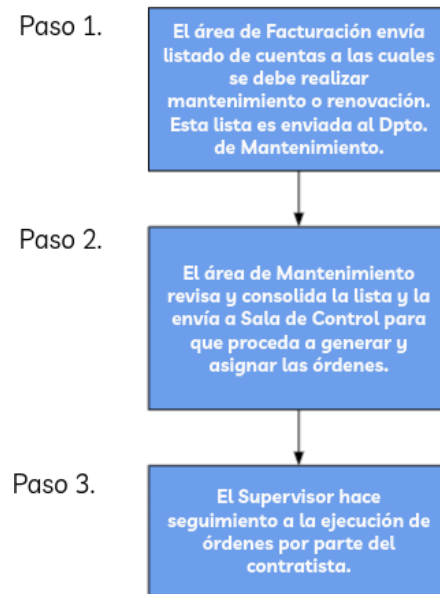 Paso 1.
El área de Facturación envía
listado de cuentas a las cuales
se debe realizar
mantenimiento o renovación.
Esta lista es enviada al Dpto.
de Mantenimiento.
Paso 2.
El área de Mantenimiento
revisa y consolida la lista y la
envía a Sala de Control para
que proceda a generar y
asignar las órdenes.
Paso 3.
El Supervisor hace
seguimiento a la ejecución de
órdenes por parte del
contratista.